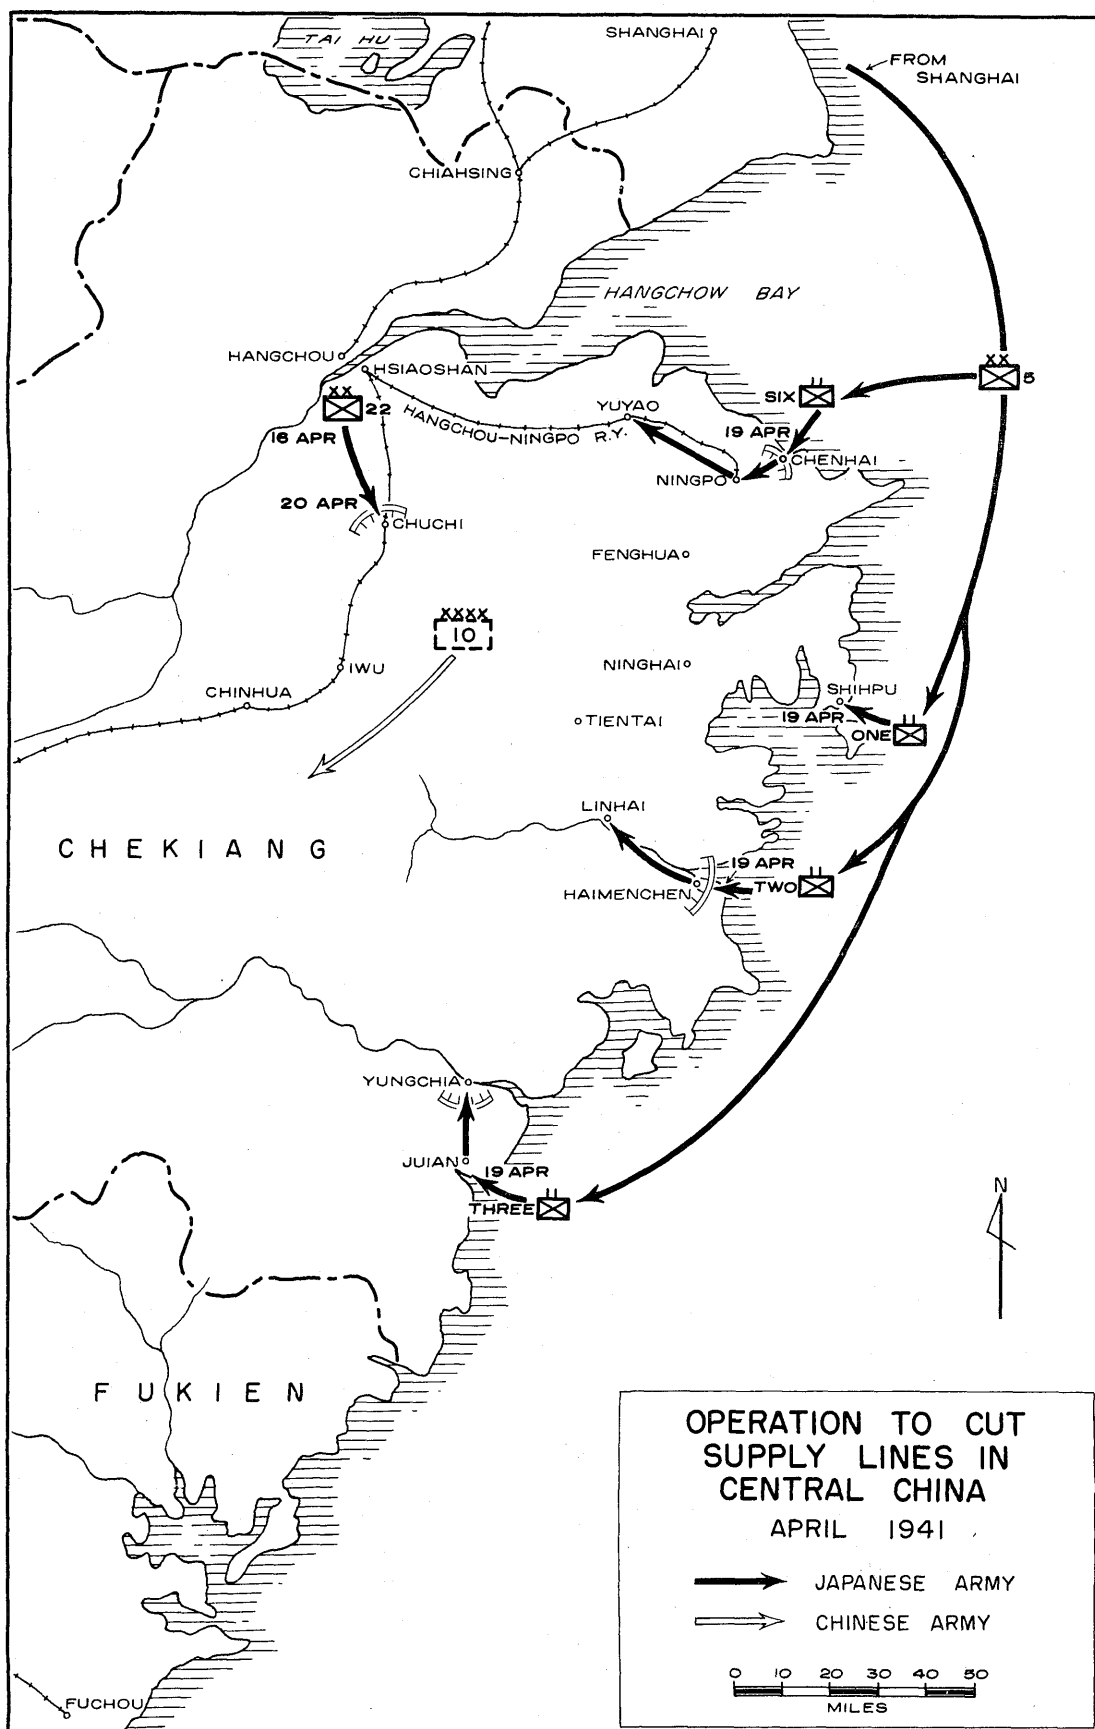 TAI HU
SHANGHAI
FROM
SHANGHAI
CHIAHSING
HANGCHOW BAY
HANGCHOU
HSIAOSHAN
XX
5
XX
22
SIX
YUYAO
HANGCHOU-NINGPO R.Y.
16 APR
19 APR
CHENHAI
NINGPO
20 APR
CHUCHI
FENGHUA
XXXX
10
IWU
NINGHAI
CHINHUA
SHIHPU
19 APR
TIENTAI
ONE
LINHAI
CHEKIANG
19 APR
HAIMENCHEN
TWO
YUNGCHIA
JUIAN
19 APR
THREE
N
FUKIEN
OPERATION TO CUT
SUPPLY LINES IN
CENTRAL CHINA
APRIL 1941
JAPANESE ARMY
CHINESE ARMY
0 10 20 30 40 50
MILES
FUCHOU